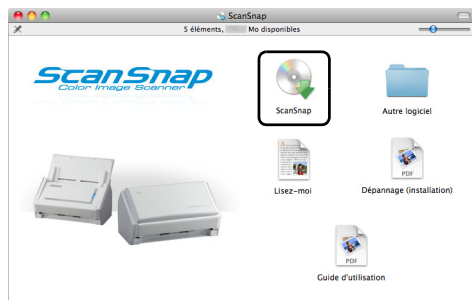 ScanSnap
5 éléments, Mo disponibles
ScanSnap
Color Image Scanner
ScanSnap
Autre logiciel
Lisez-moi
PDF
Dépannage (installation)
PDF
Guide d'utilisation